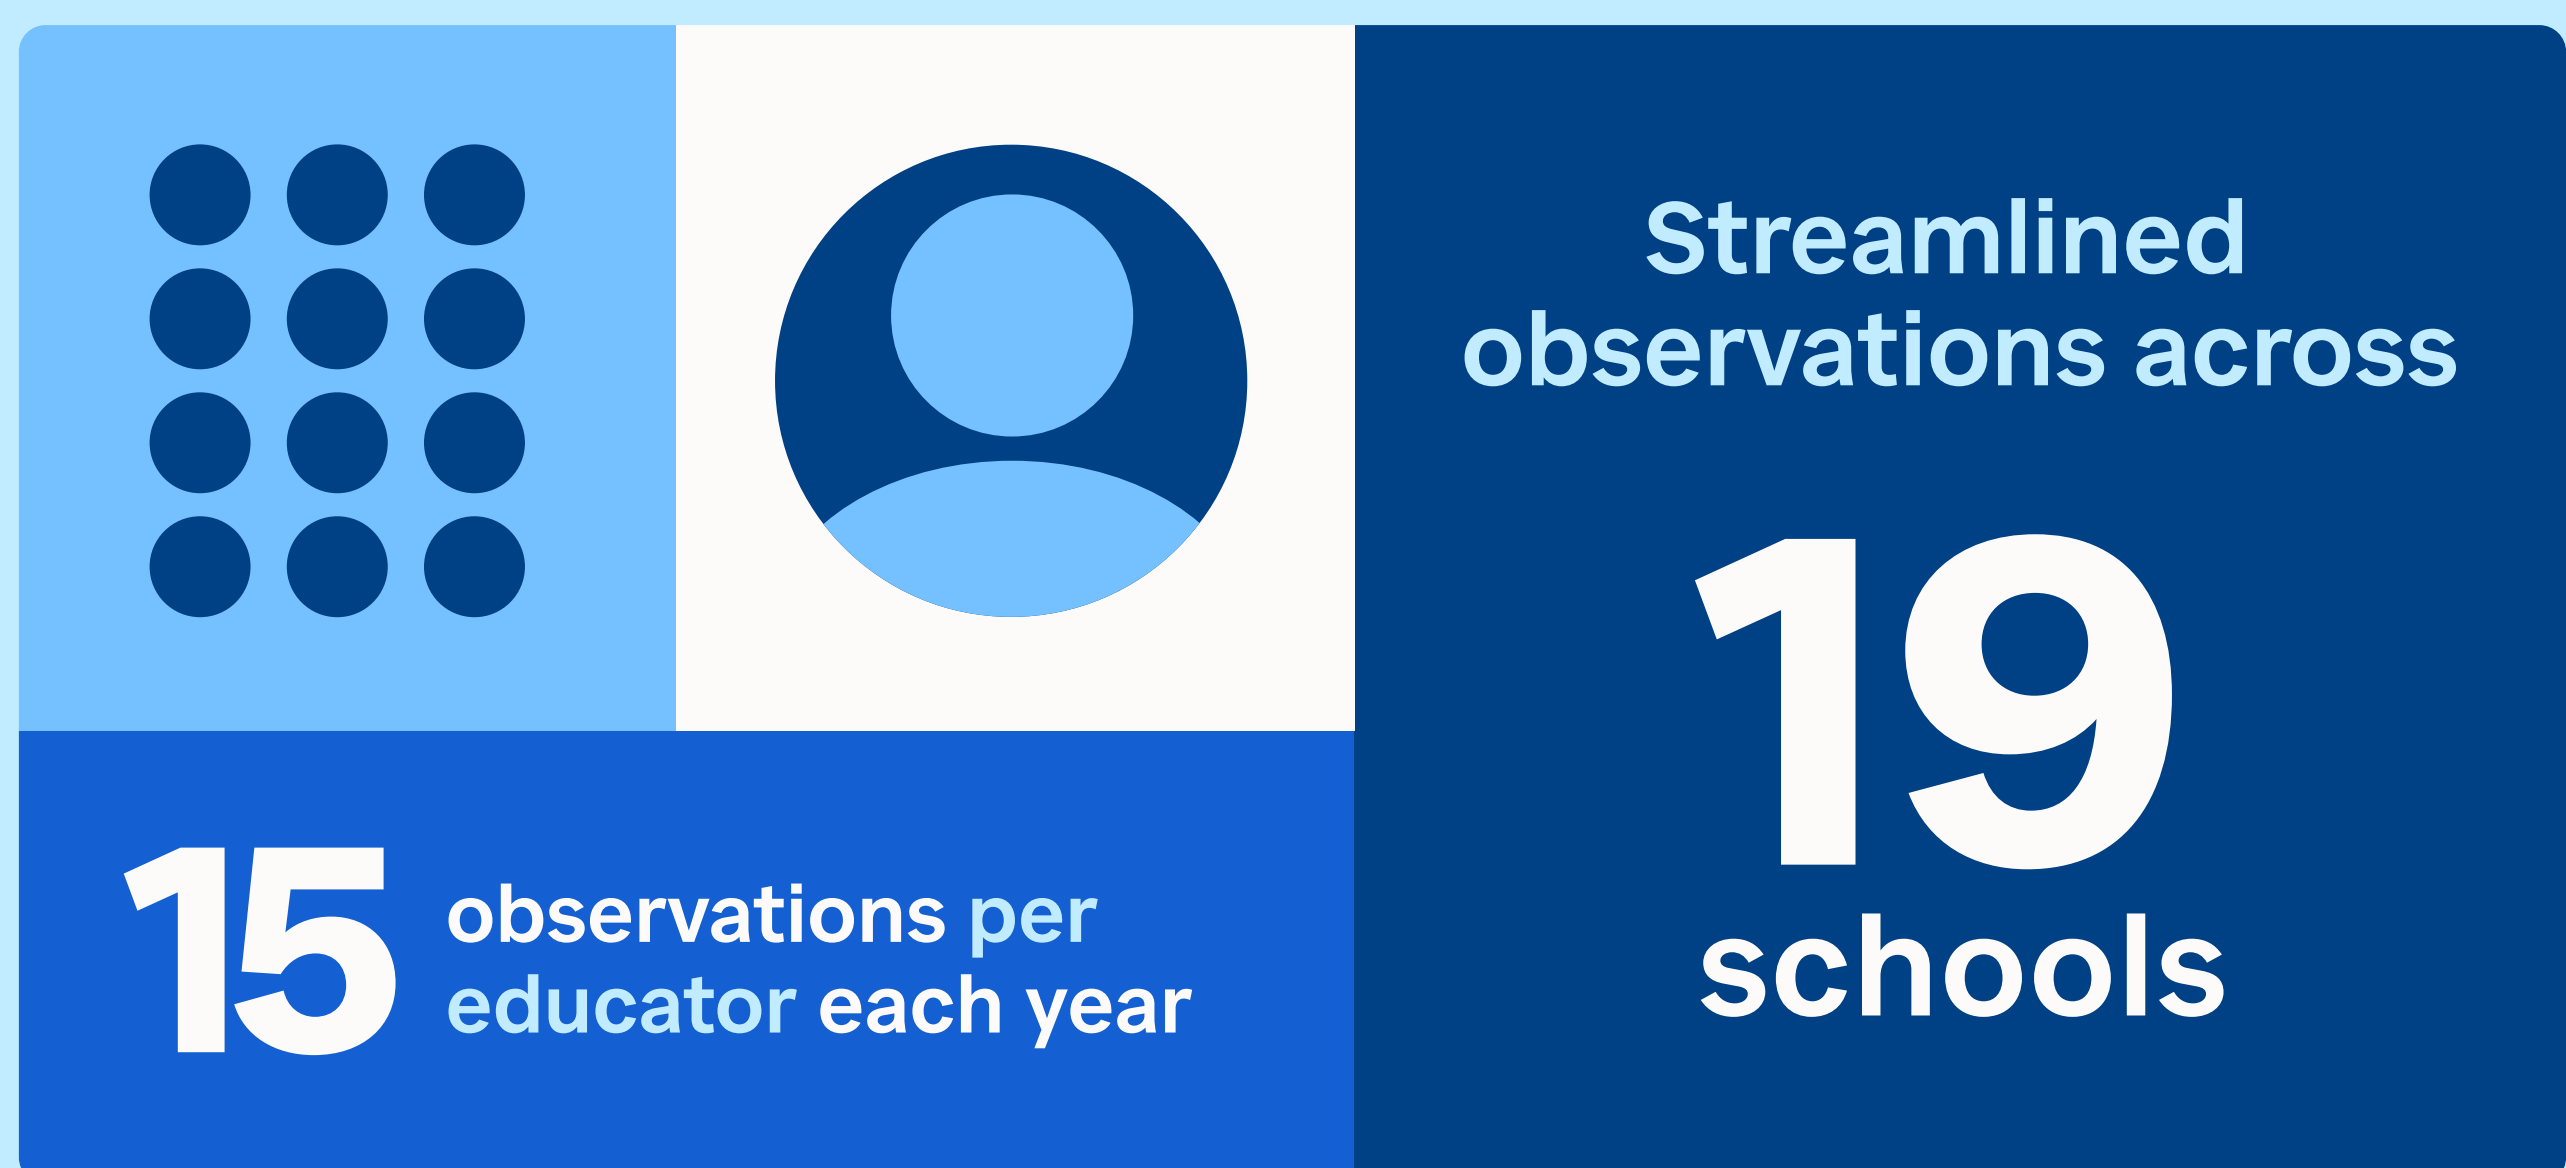 15
observations per
educator each year
Streamlined
observations across
19
schools